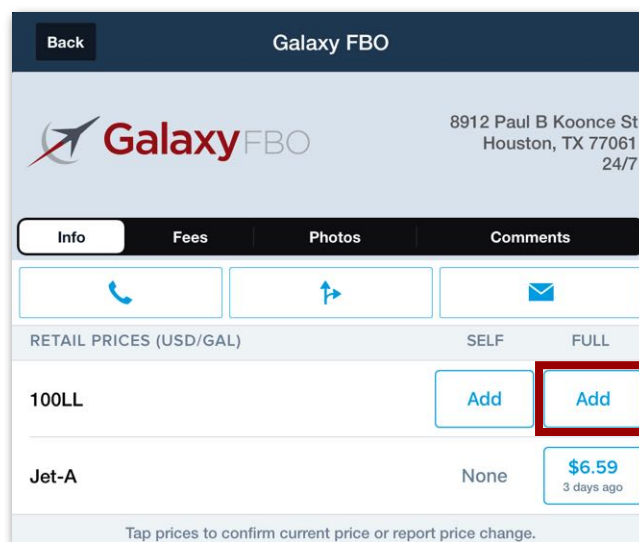 Back Galaxy FBO
Galaxy FBO
8912 Paul B Koonce St
Houston, TX 77061
24/7
Info Fees Photos Comments
RETAIL PRICES (USD/GAL) SELF FULL
100LL Add Add
Jet-A None $6.59
3 days ago
Tap prices to confirm current price or report price change.